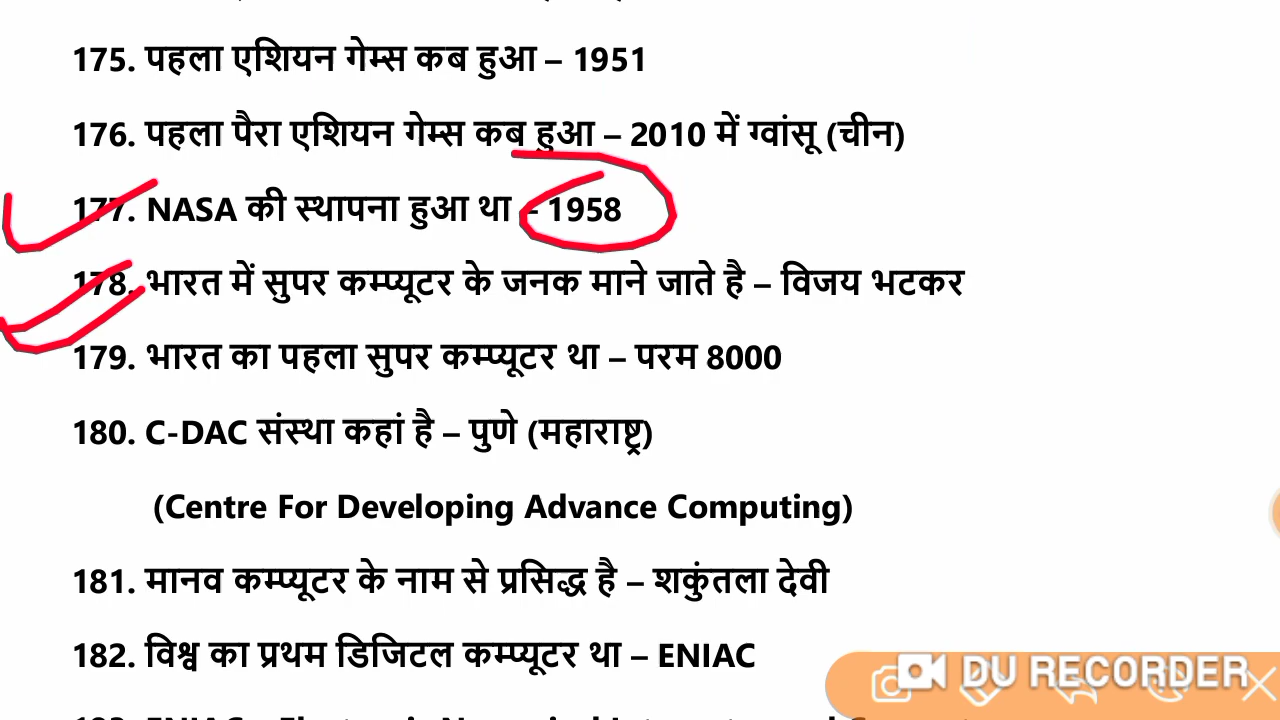 175. पहला एशियन गेम्स कब हुआ – 1951
176. पहला पैरा एशियन गेम्स कब हुआ – 2010 में ग्वांसू (चीन)
177. NASA की स्थापना हुआ था – 1958
178. भारत में सुपर कम्प्यूटर के जनक माने जाते है – विजय भटकर
179. भारत का पहला सुपर कम्प्यूटर था – परम 8000
180. C-DAC संस्था कहां है – पुणे (महाराष्ट्र)
(Centre For Developing Advance Computing)
181. मानव कम्प्यूटर के नाम से प्रसिद्ध है – शकुंतला देवी
182. विश्व का प्रथम डिजिटल कम्प्यूटर था – ENIAC
DU RECORDER